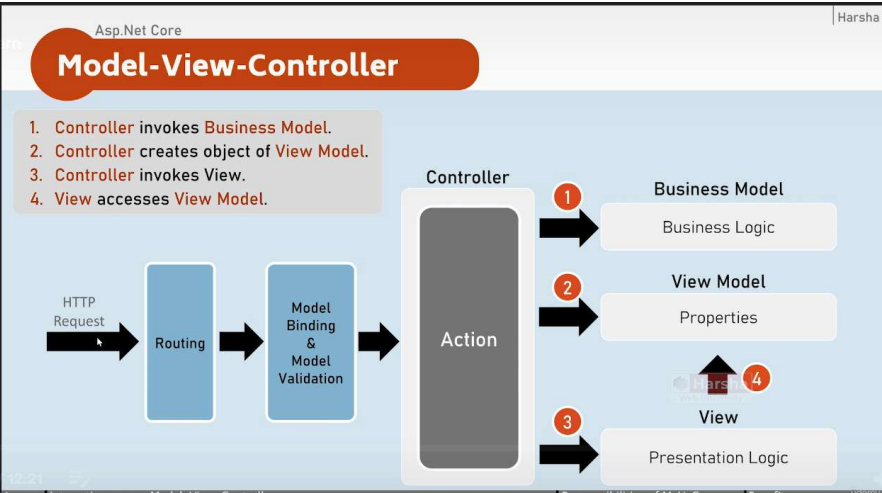 Asp.Net Core
Harsha
Model-View-Controller
1. Controller invokes Business Model.
2. Controller creates object of View Model.
3. Controller invokes View.
4. View accesses View Model.
Controller
1
Business Model
Business Logic
HTTP
Request
Routing
Model
Binding
&
Model
Validation
Action
2
View Model
Properties
4
Harsha
3
View
Presentation Logic
12:21